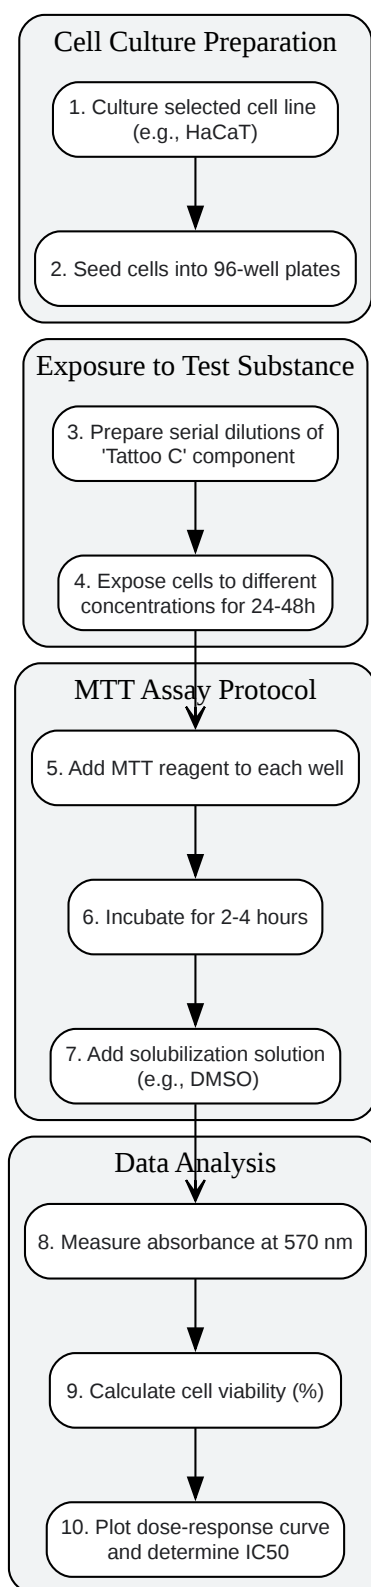 Cell Culture Preparation
1. Culture selected cell line
(e.g., HaCaT)
2. Seed cells into 96-well plates
Exposure to Test Substance
3. Prepare serial dilutions of
'Tattoo C' component
4. Expose cells to different
concentrations for 24-48h
MTT Assay Protocol
5. Add MTT reagent to each well
6. Incubate for 2-4 hours
7. Add solubilization solution
(e.g., DMSO)
Data Analysis
8. Measure absorbance at 570 nm
9. Calculate cell viability (%)
10. Plot dose-response curve
and determine IC50